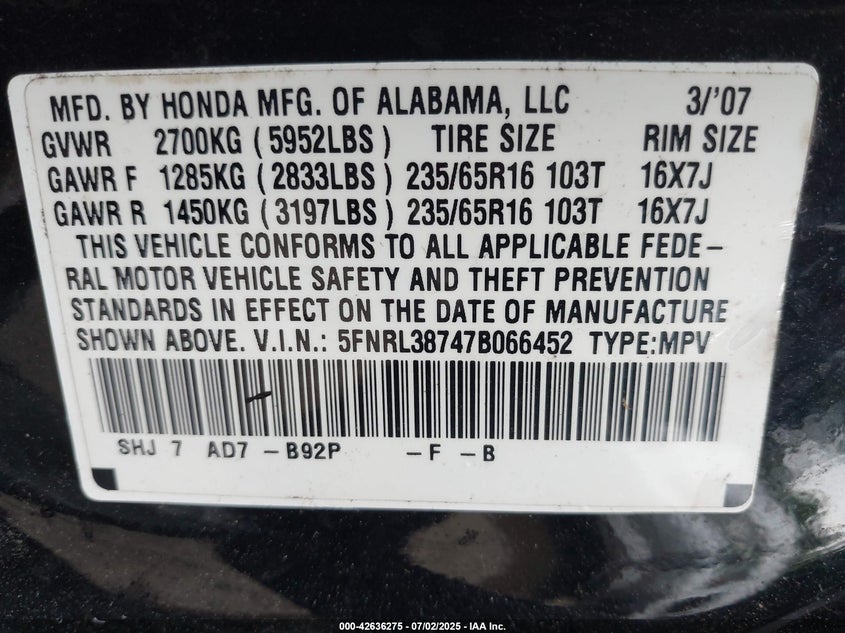 MFD. BY HONDA MFG. OF ALABAMA, LLC 3/'07
GVWR 2700KG (5952LBS) TIRE SIZE RIM SIZE
GAWR F 1285KG (2833LBS) 235/65R16 103T 16X7J
GAWR R 1450KG (3197LBS) 235/65R16 103T 16X7J
THIS VEHICLE CONFORMS TO ALL APPLICABLE FEDE-
RAL MOTOR VEHICLE SAFETY AND THEFT PREVENTION
STANDARDS IN EFFECT ON THE DATE OF MANUFACTURE
SHOWN ABOVE. V.I.N.: 5FNRL38747B066452 TYPE:MPV
SHJ 7 AD7 -B92P -F -B
000-42636275 - 07/02/2025 - IAA Inc.